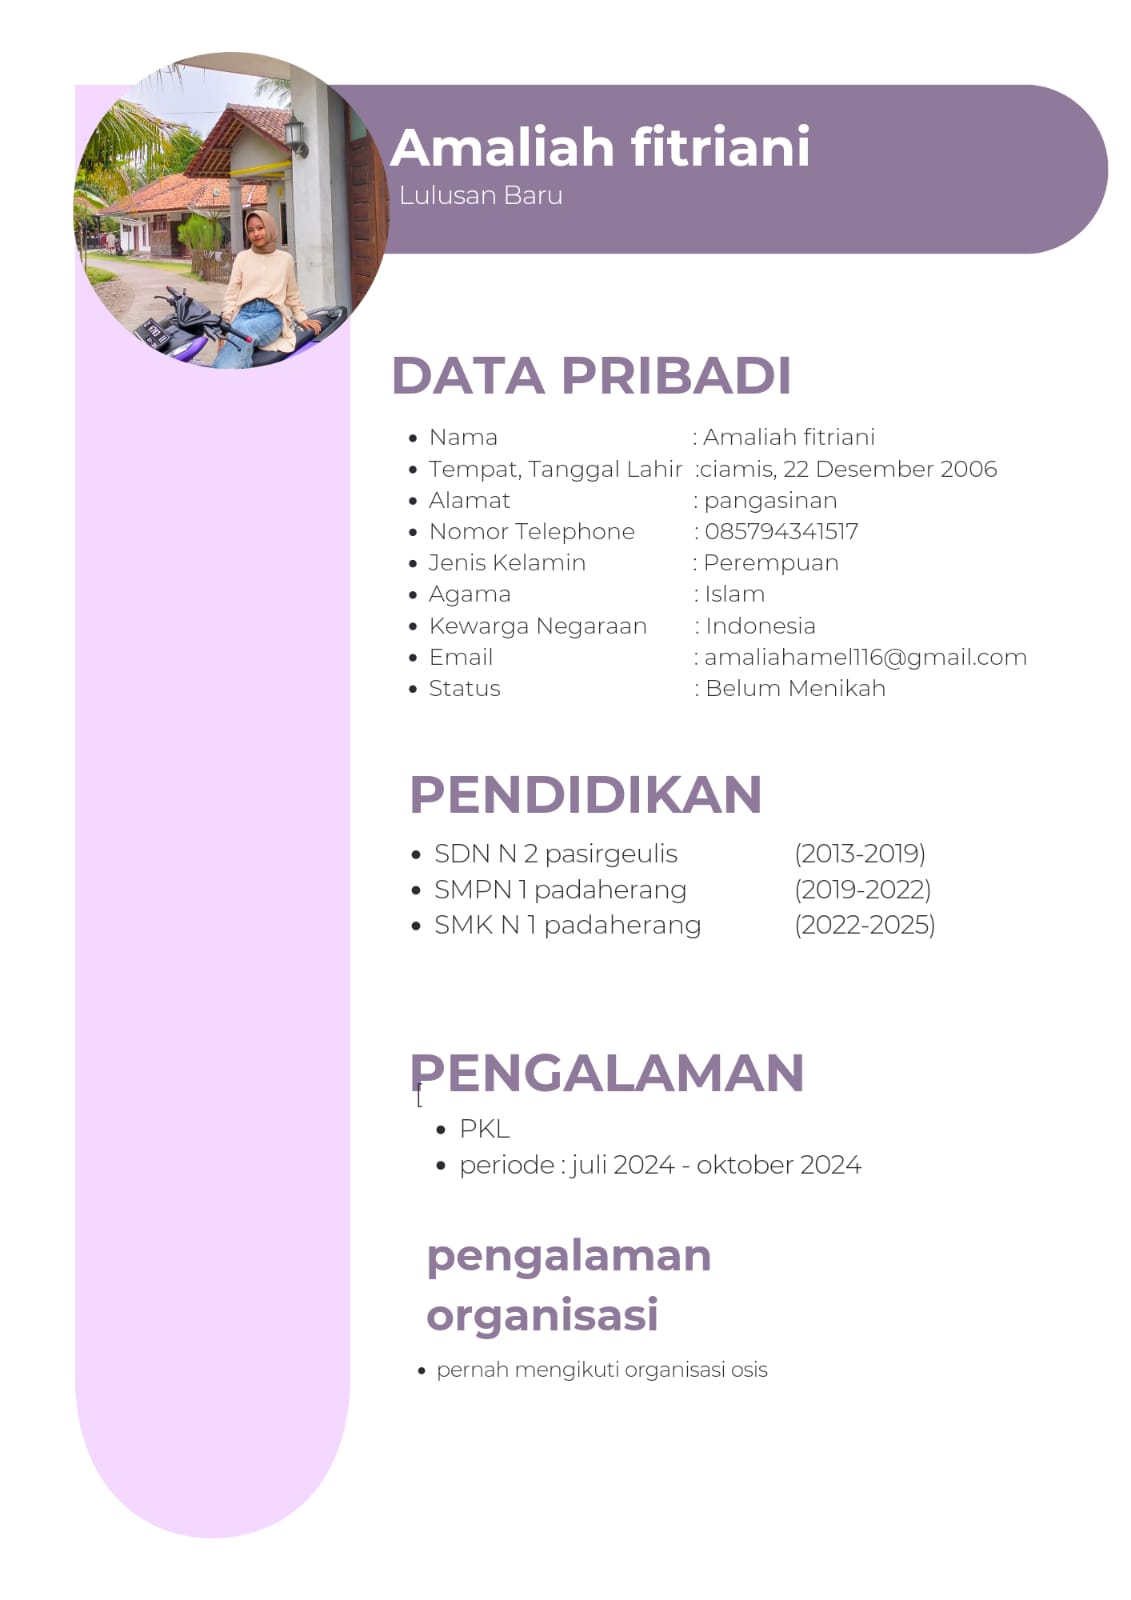 Amaliah fitriani
Lulusan Baru
DATA PRIBADI
• Nama : Amaliah fitriani
• Tempat, Tanggal Lahir :ciamis, 22 Desember 2006
• Alamat : pangasinan
• Nomor Telephone : 085794341517
• Jenis Kelamin : Perempuan
• Agama : Islam
• Kewarga Negaraan : Indonesia
• Email : amaliahamel116@gmail.com
• Status : Belum Menikah
PENDIDIKAN
• SDN N 2 pasirgeulis (2013-2019)
• SMPN 1 padaherang (2019-2022)
• SMK N 1 padaherang (2022-2025)
PENGALAMAN
[
• PKL
• periode : juli 2024 - oktober 2024
pengalaman
organisasi
• pernah mengikuti organisasi osis